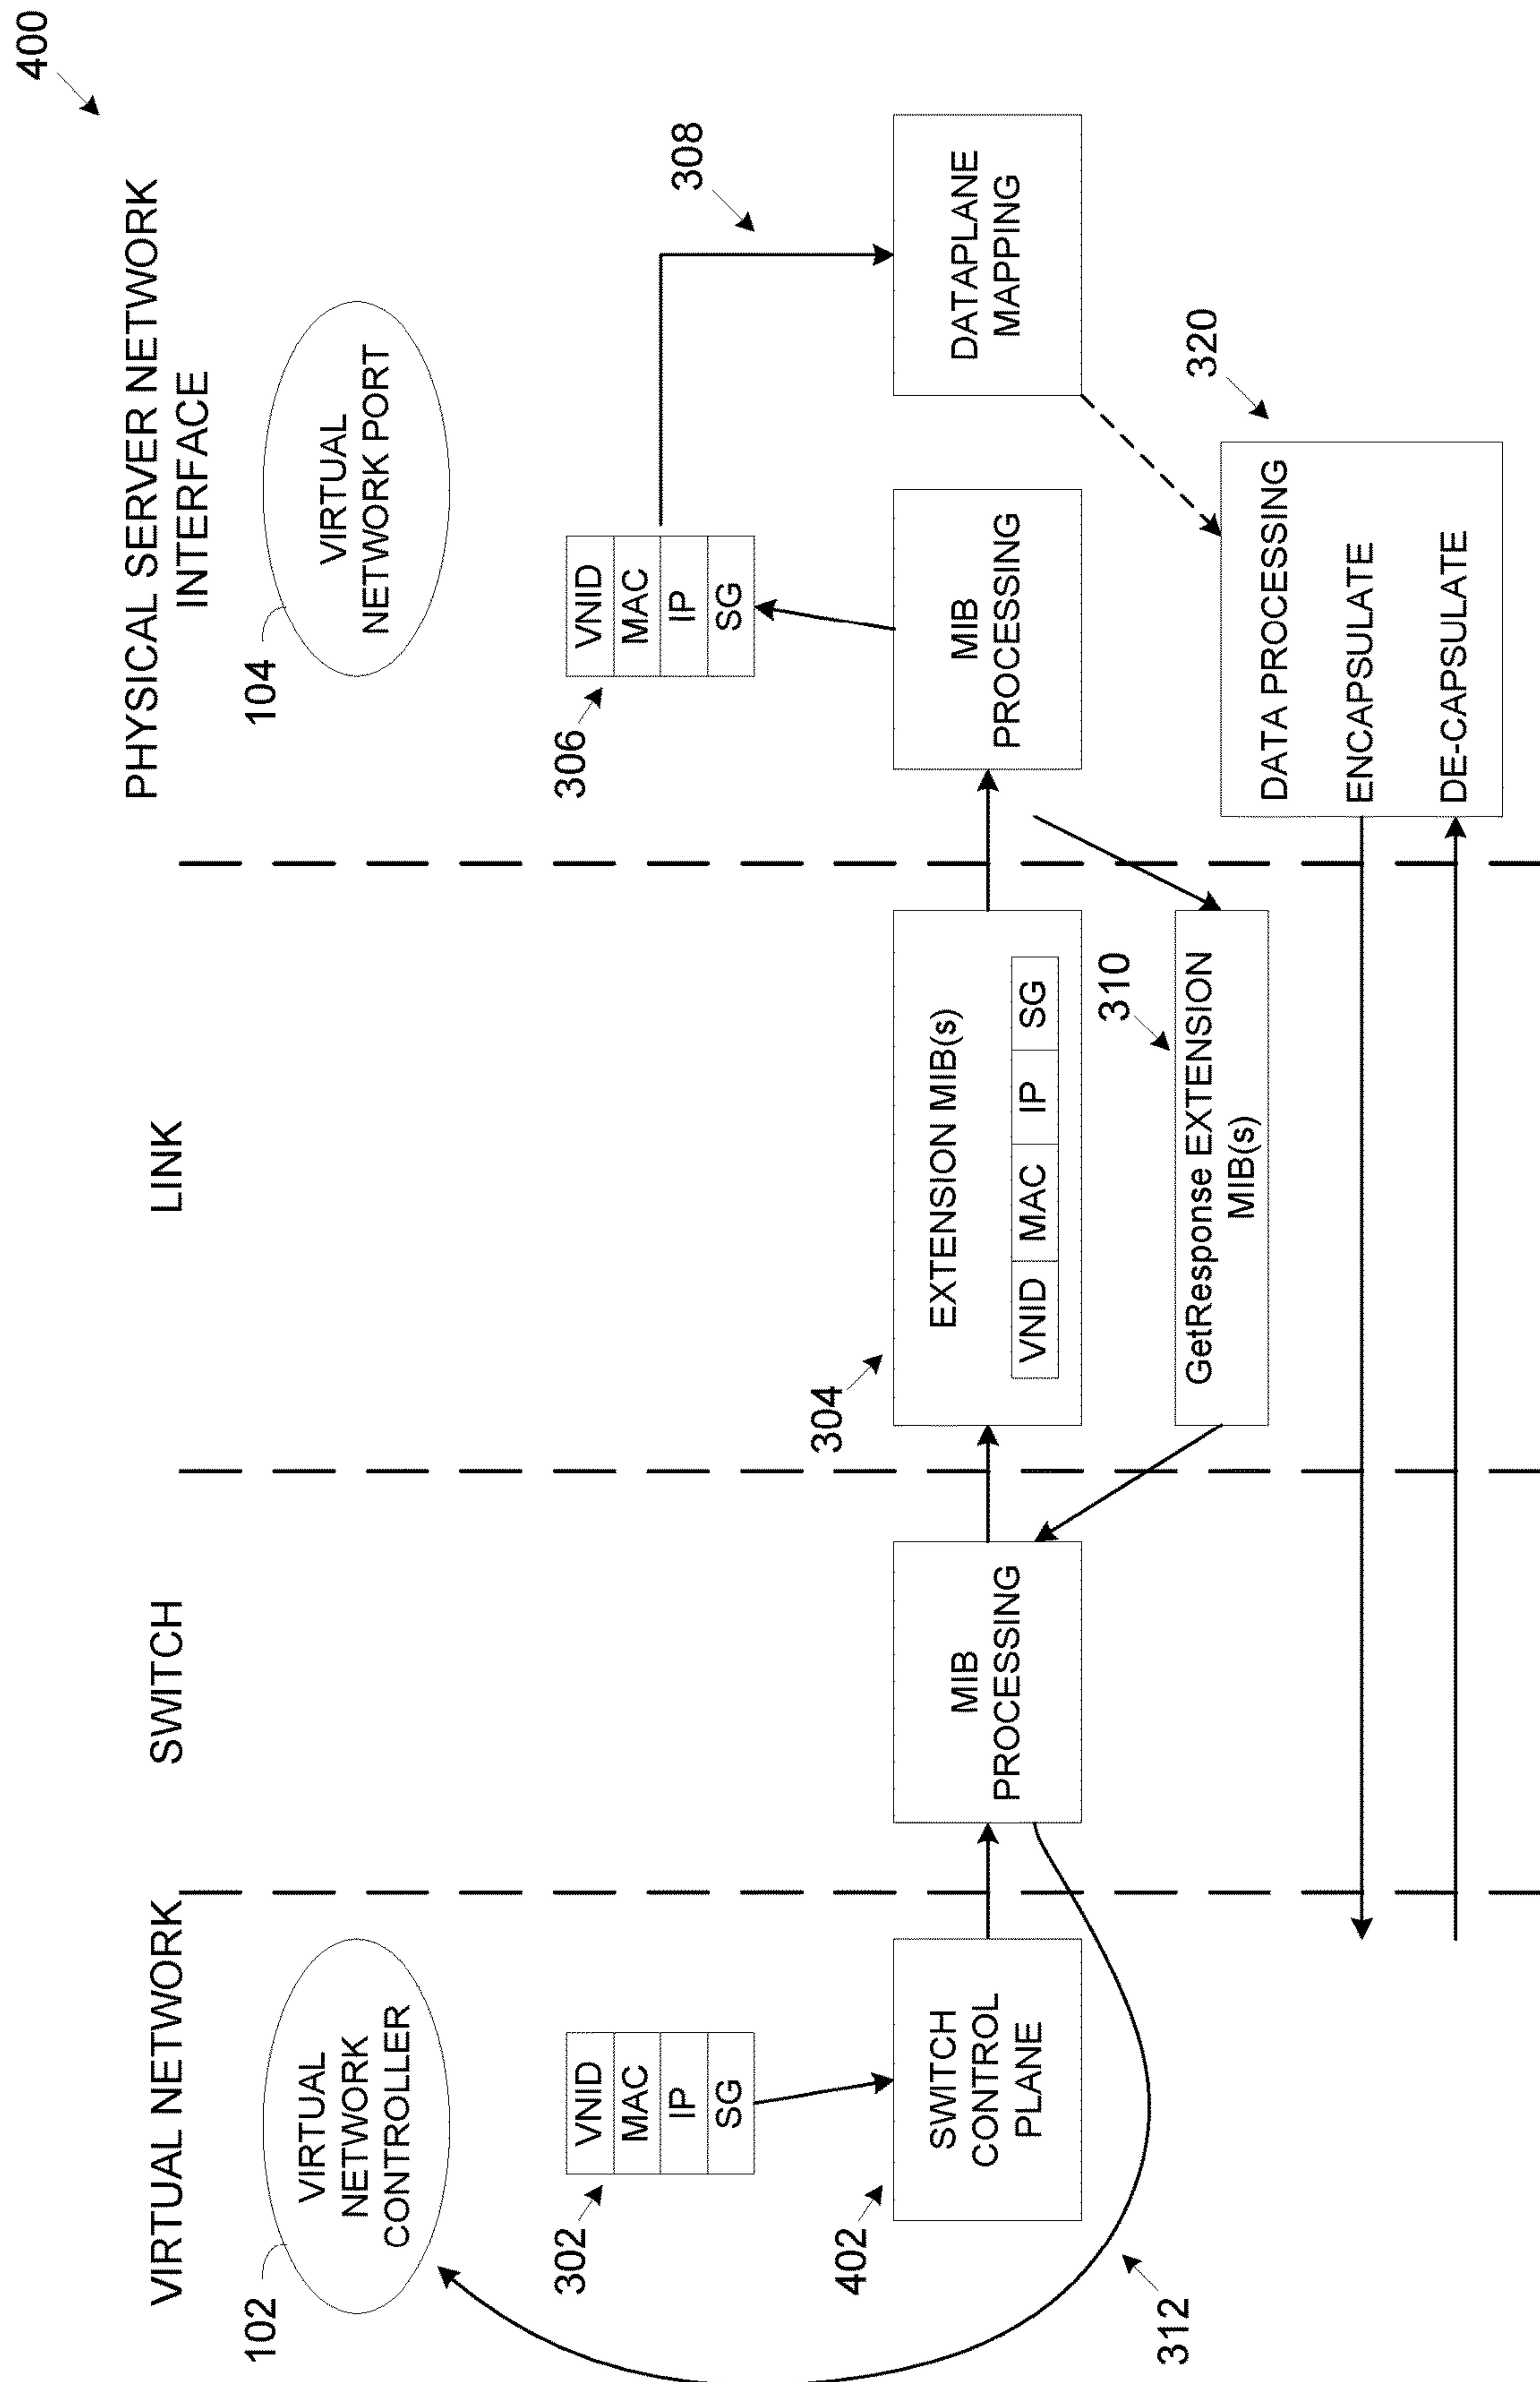 400
VIRTUAL NETWORK
SWITCH
LINK
PHYSICAL SERVER NETWORK
INTERFACE
102
VIRTUAL
NETWORK
CONTROLLER
104
VIRTUAL
NETWORK PORT
302
VNID
MAC
IP
SG
306
VNID
MAC
IP
SG
308
402
SWITCH
CONTROL
PLANE
MIB
PROCESSING
304
EXTENSION MIB(s)
VNID MAC IP SG
MIB
PROCESSING
DATAPLANE
MAPPING
310
GetResponse EXTENSION
MIB(s)
312
320
DATA PROCESSING
ENCAPSULATE
DE-CAPSULATE